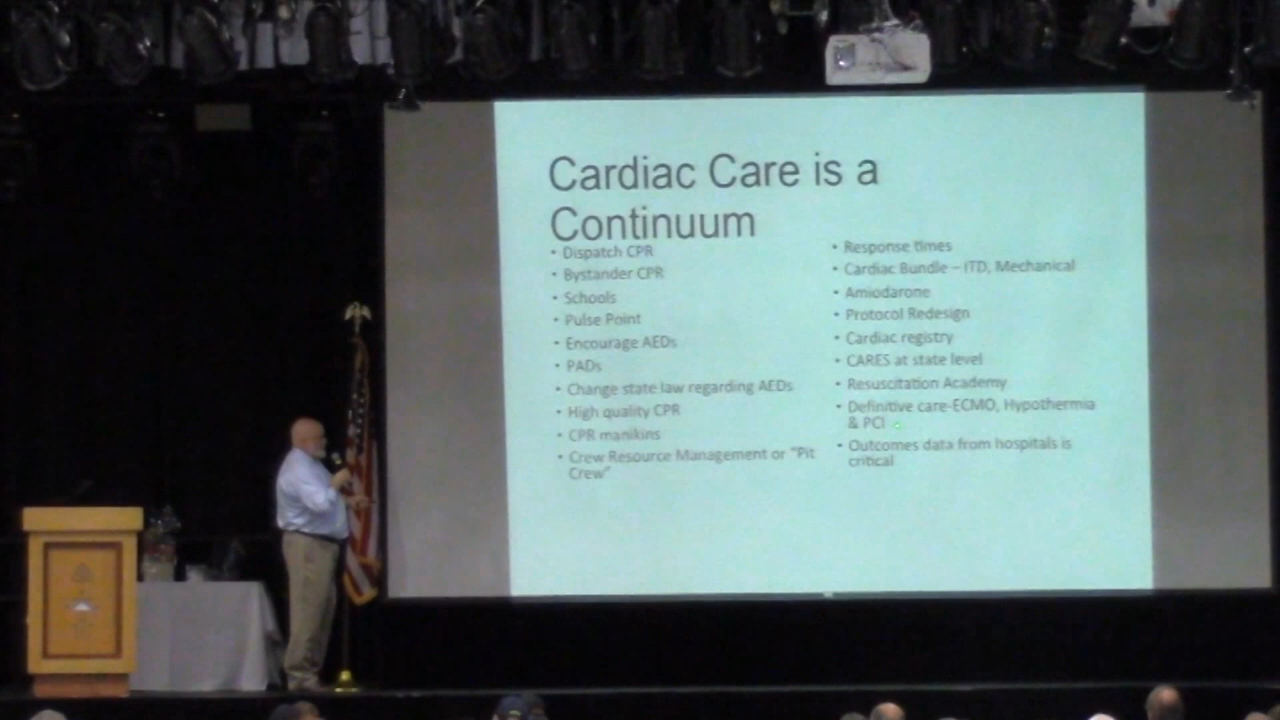 Cardiac Care is a
Continuum
• Dispatch CPR
• Bystander CPR
• Schools
• Pulse Point
• Encourage AEDs
• PADs
• Change state law regarding AEDs
• High quality CPR
• CPR manikins
• Crew Resource Management or "Pit
Crew"
• Response times
• Cardiac Bundle – ITD, Mechanical
• Amiodarone
• Protocol Redesign
• Cardiac registry
• CARES at state level
• Resuscitation Academy
• Definitive care-ECMO, Hypothermia
& PCI
• Outcomes data from hospitals is
critical